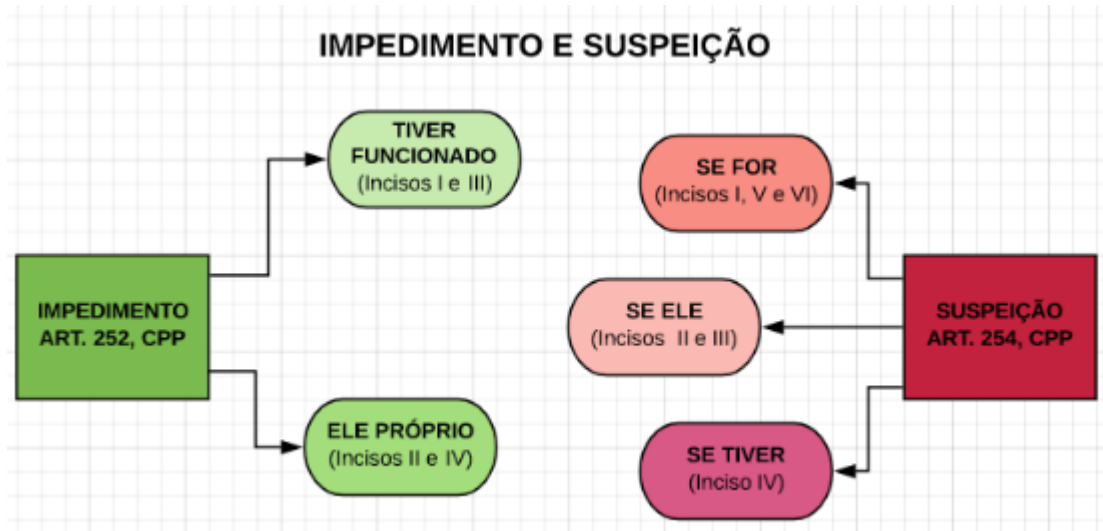 IMPEDIMENTO E SUSPEIÇÃO
TIVER
FUNCIONADO
(Incisos I e III)
SE FOR
(Incisos I, V e VI)
IMPEDIMENTO
ART. 252, CPP
SE ELE
(Incisos II e III)
SUSPEIÇÃO
ART. 254, CPP
ELE PRÓPRIO
(Incisos II e IV)
SE TIVER
(Inciso IV)